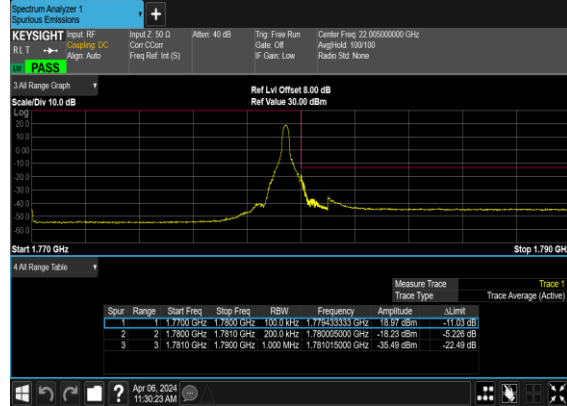 Spectrum Analyzer 1
Spurious Emissions
+
KEYSIGHT Input: RF Input Z: 50 Ω Atten: 40 dB Trig: Free Run Center Freq: 22.005000000 GHz
RLT Coupling: DC Corr CCorr Gate: Off Avg|Hold: 100/100
Align: Auto Freq Ref: Int (S) IF Gain: Low Radio Std: None
PASS
3 All Range Graph
Ref Lvl Offset 8.00 dB
Scale/Div 10.0 dB Ref Value 30.00 dBm
Log
20.0
10.0
0.00
-10.0
-20.0
-30.0
-40.0
-50.0
-60.0
Start 1.770 GHz Stop 1.790 GH
4 All Range Table
Measure Trace Trace 1
Trace Type Trace Average (Active)
Spur Range Start Freq Stop Freq RBW Frequency Amplitude ΔLimit
1 1 1.7700 GHz 1.7800 GHz 100.0 kHz 1.779433333 GHz 18.97 dBm -11.03 dB
2 2 1.7800 GHz 1.7810 GHz 200.0 kHz 1.780005000 GHz -18.23 dBm -5.226 dB
3 3 1.7810 GHz 1.7900 GHz 1.000 MHz 1.781015000 GHz -35.49 dBm -22.49 dB
? Apr 06, 2024
11:30:23 AM